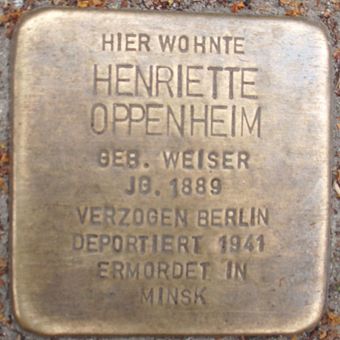 HIER WOHNTE
HENRIETTE
OPPENHEIM
GEB. WEISER
JG. 1889
VERZOGEN BERLIN
DEPORTIERT 1941
ERMORDET IN
MINSK